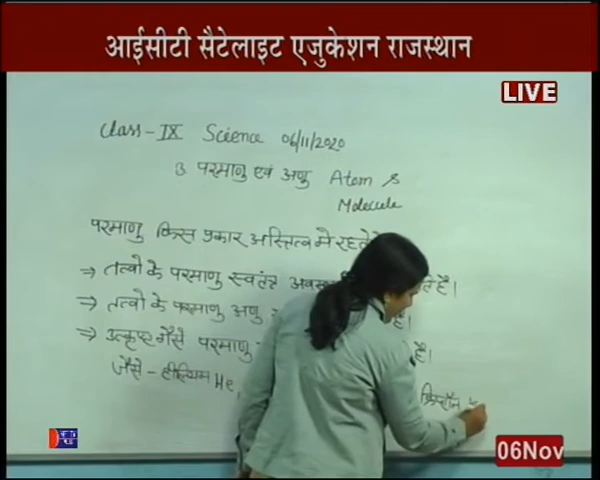 आईसीटी सैटेलाइट एजुकेशन राजस्थान
LIVE
Class - IX Science 06/11/2020
3 परमाणु एवं अणु Atom &
Molecule
परमाणु किस प्रकार अस्तित्व में रहते
⇒ तत्वो के परमाणु स्वतंत्र है।
⇒ तत्वो के परमाणु अणु है।
⇒ उत्कृष्ट गैसे परमाणु है।
जैसे - हीलियम He, क्रिप्टॉन
06Nov